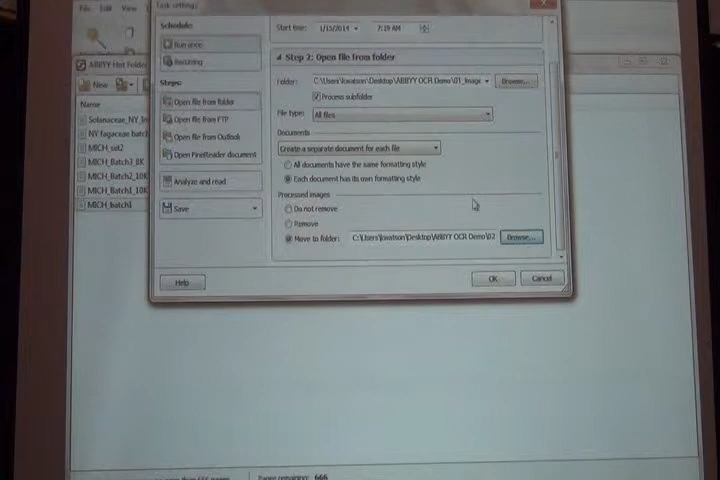 Task settings
File Edit View
Schedule:
Run once
Recurring
Start time: 1/15/2014 7:19 AM
Step 2: Open file from folder
Folder: C:\Users\kwatson\Desktop\ABBYY OCR Demo\01_Image Browse...
Process subfolder
File type: All files
Documents
Create a separate document for each file
All documents have the same formatting style
Each document has its own formatting style
Processed images
Do not remove
Remove
Move to folder: C:\Users\kwatson\Desktop\ABBYY OCR Demo\02 Browse...
Steps:
Open file from folder
Open file from FTP
Open file from Outlook
Open FineReader document
Analyze and read
Save
Help
OK
Cancel
ABBYY Hot Folder
New
Name
Solanaceae_NY_In
NY fagaceae batch
MICH_set2
MICH_Batch3_8K
MICH_Batch2_10K
MICH_Batch1_10K
MICH_batch1
Pages remaining: 666